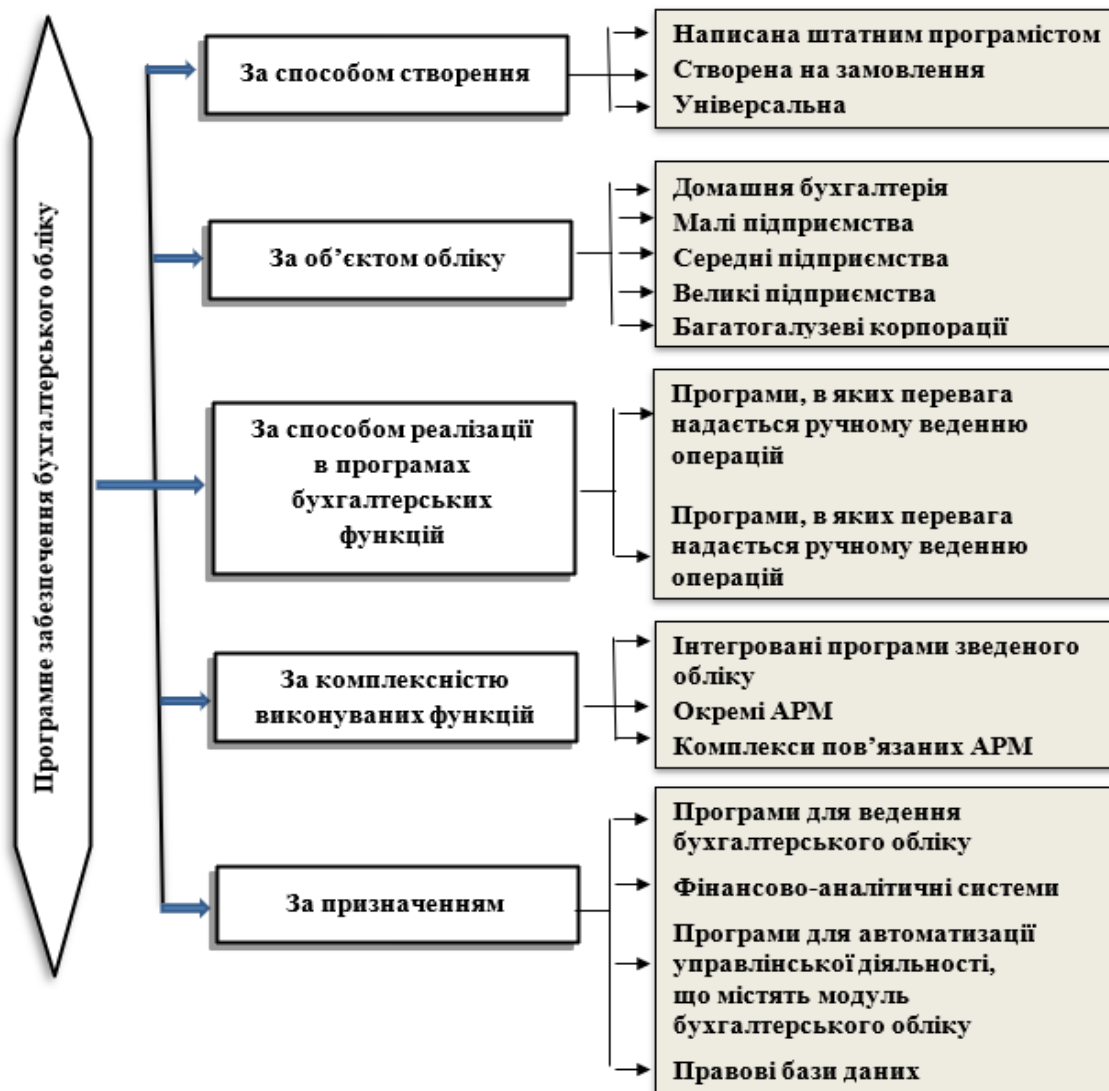 Програмне забезпечення бухгалтерського обліку
За способом створення
Написана штатним програмістом
Створена на замовлення
Універсальна
За об’єктом обліку
Домашня бухгалтерія
Малі підприємства
Середні підприємства
Великі підприємства
Багатогалузеві корпорації
За способом реалізації
в програмах
бухгалтерських
функцій
Програми, в яких перевага
надається ручному веденню
операцій
Програми, в яких перевага
надається ручному веденню
операцій
За комплексністю
виконуваних функцій
Інтегровані програми зведеного
обліку
Окремі АРМ
Комплекси пов’язаних АРМ
За призначенням
Програми для ведення
бухгалтерського обліку
Фінансово-аналітичні системи
Програми для автоматизації
управлінської діяльності,
що містять модуль
бухгалтерського обліку
Правові бази даних